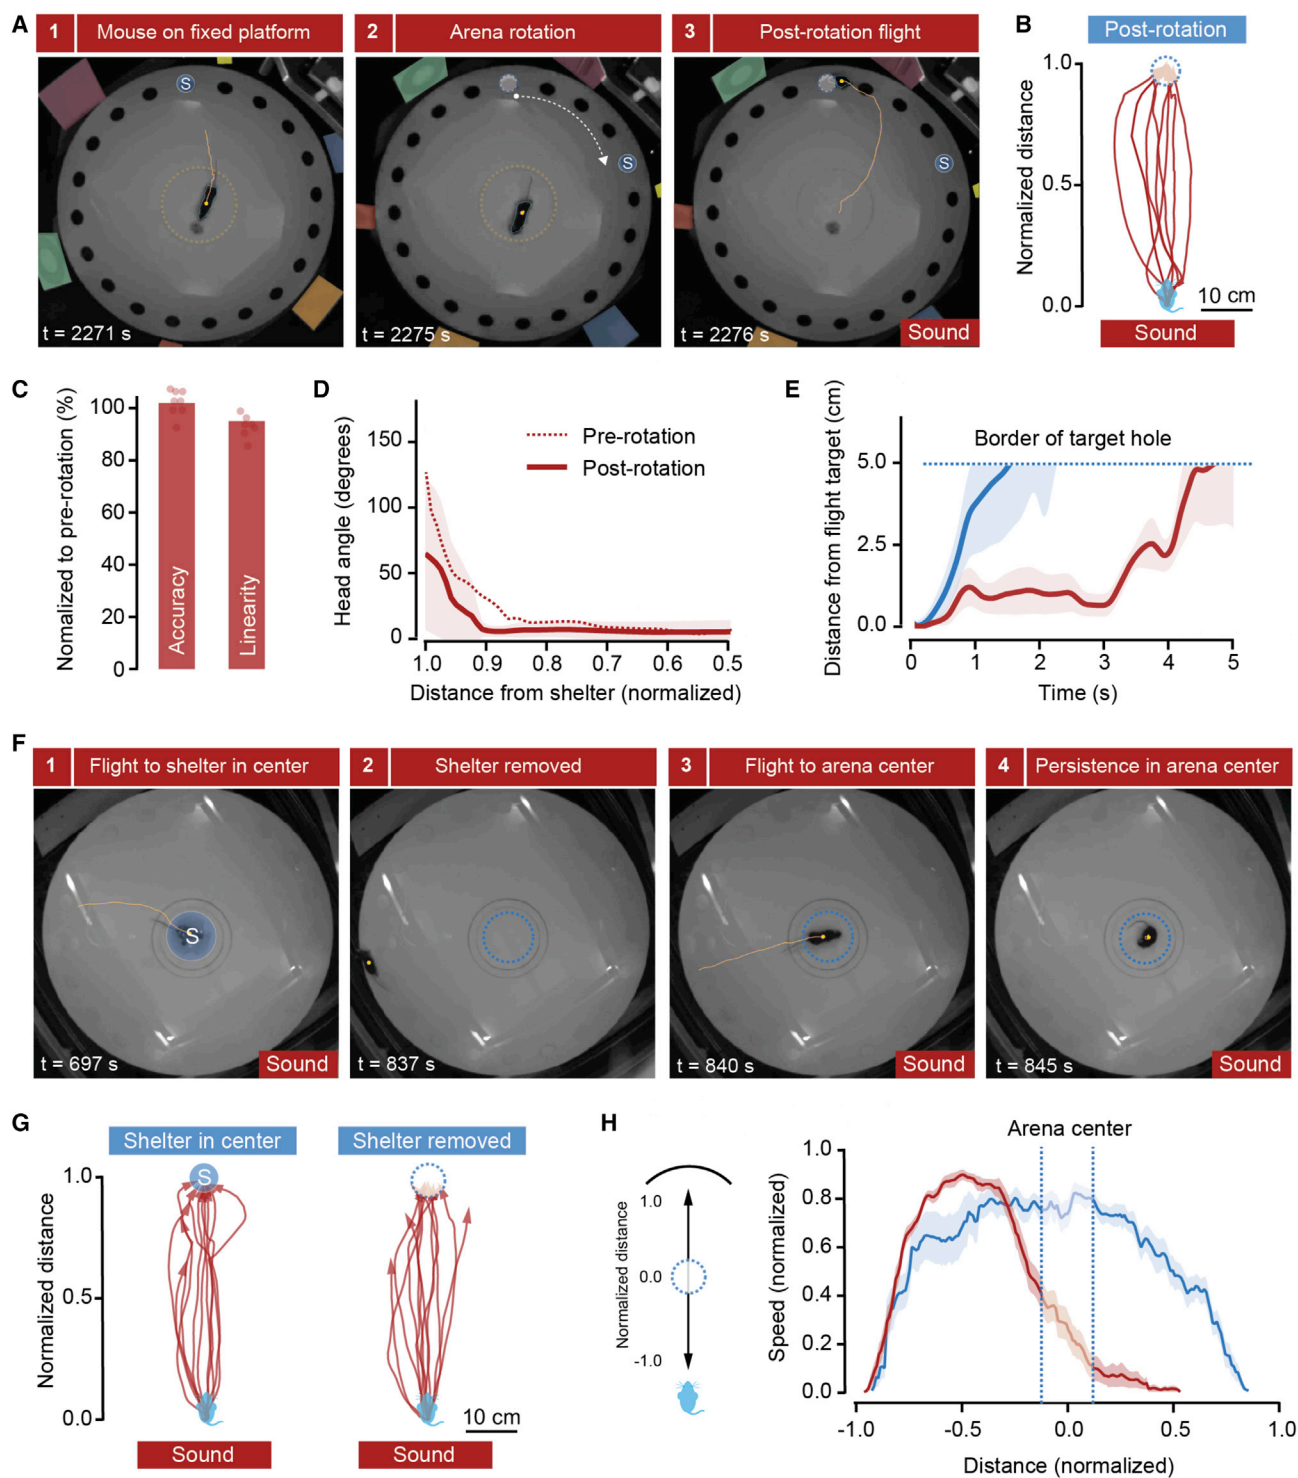 A
1 Mouse on fixed platform
2 Arena rotation
3 Post-rotation flight
S
S
S
t = 2271 s
t = 2275 s
t = 2276 s
Sound
B
Post-rotation
Normalized distance
1.0
0.5
0.0
10 cm
Sound
C
Nomalized to pre-rotation (%)
100
80
60
40
20
0
Accuracy
Linearity
D
Head angle (degrees)
150
100
50
0
Pre-rotation
Post-rotation
1.0 0.9 0.8 0.7 0.6 0.5
Distance from shelter (normalized)
E
Distance from flight target (cm)
Border of target hole
5.0
2.5
0.0
0 1 2 3 4 5
Time (s)
F
1 Flight to shelter in center
2 Shelter removed
3 Flight to arena center
4 Persistence in arena center
S
t = 697 s
Sound
t = 837 s
t = 840 s
Sound
t = 845 s
Sound
G
Shelter in center
Shelter removed
Normalized distance
1.0
0.5
0.0
S
10 cm
Sound
Sound
H
Normalized distance
1.0
0.0
-1.0
Arena center
Speed (normalized)
1.0
0.8
0.6
0.4
0.2
0.0
-1.0 -0.5 0.0 0.5 1.0
Distance (normalized)